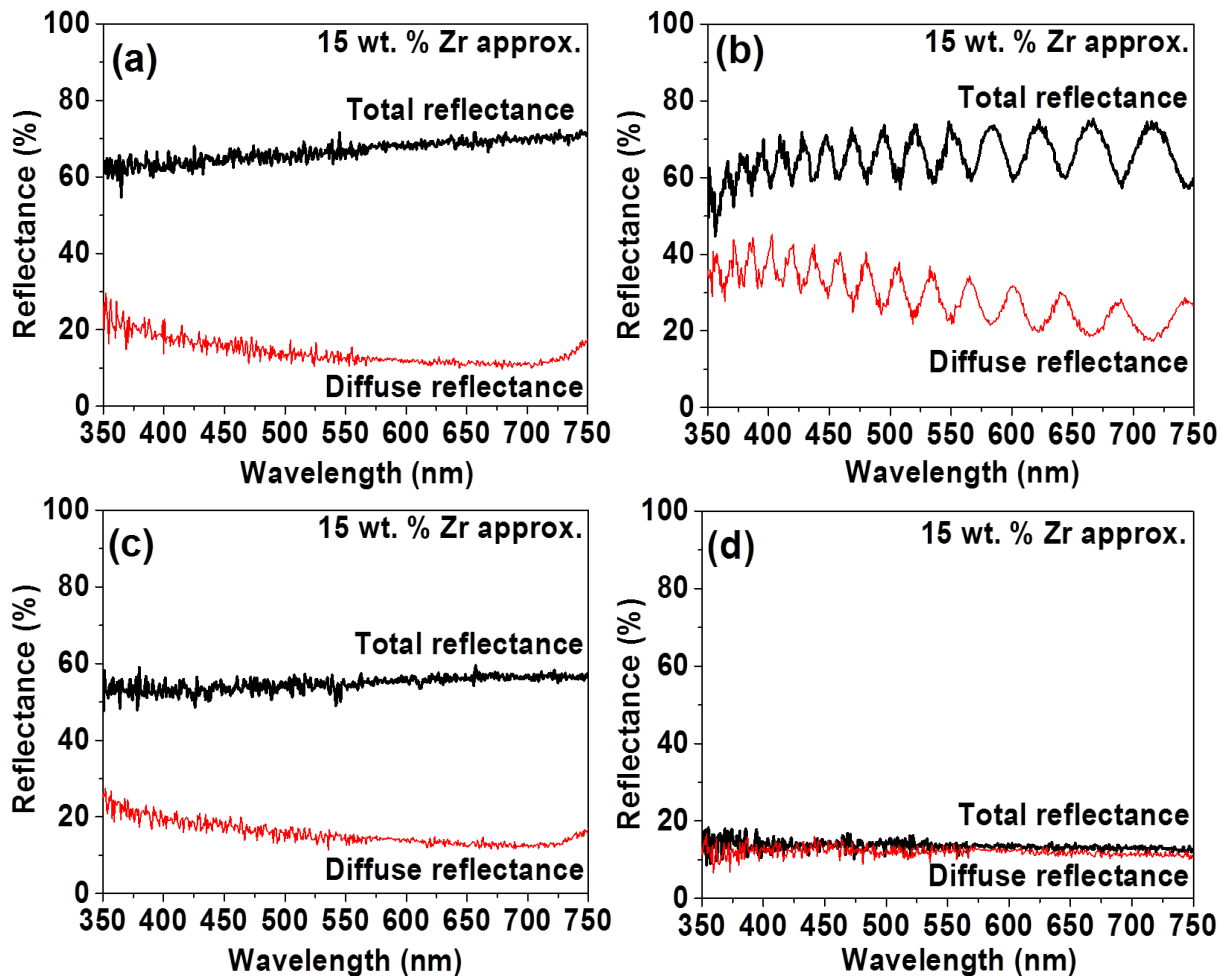 (a)
15 wt. % Zr approx.
Total reflectance
Diffuse reflectance
Reflectance (%)
100
80
60
40
20
0
350 400 450 500 550 600 650 700 750
Wavelength (nm)
(b)
15 wt. % Zr approx.
Total reflectance
Diffuse reflectance
Reflectance (%)
100
80
60
40
20
0
350 400 450 500 550 600 650 700 750
Wavelength (nm)
(c)
15 wt. % Zr approx.
Total reflectance
Diffuse reflectance
Reflectance (%)
100
80
60
40
20
0
350 400 450 500 550 600 650 700 750
Wavelength (nm)
(d)
15 wt. % Zr approx.
Total reflectance
Diffuse reflectance
Reflectance (%)
100
80
60
40
20
0
350 400 450 500 550 600 650 700 750
Wavelength (nm)